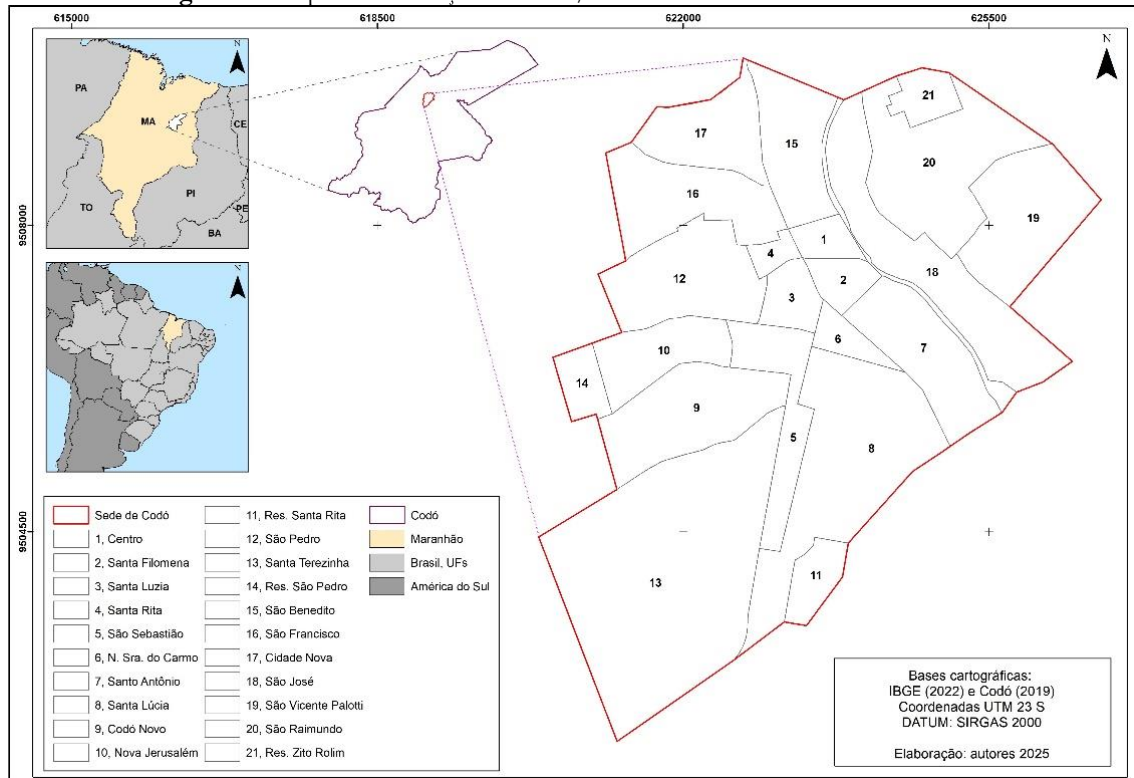 615000
618500
622000
625500
N
PA
MA
CE
PI
TO
PE
BA
N
N
9508000
9504500
21
17
15
20
16
19
1
4
18
2
12
3
6
10
7
14
9
5
8
13
11
Sede de Codó
1, Centro
2, Santa Filomena
3, Santa Luzia
4, Santa Rita
5, São Sebastião
6, N. Sra. do Carmo
7, Santo Antônio
8, Santa Lúcia
9, Codó Novo
10, Nova Jerusalém
11, Res. Santa Rita
12, São Pedro
13, Santa Terezinha
14, Res. São Pedro
15, São Benedito
16, São Francisco
17, Cidade Nova
18, São José
19, São Vicente Palotti
20, São Raimundo
21, Res. Zito Rolim
Codó
Maranhão
Brasil, UFs
América do Sul
Bases cartográficas:
IBGE (2022) e Codó (2019)
Coordenadas UTM 23 S
DATUM: SIRGAS 2000
Elaboração: autores 2025